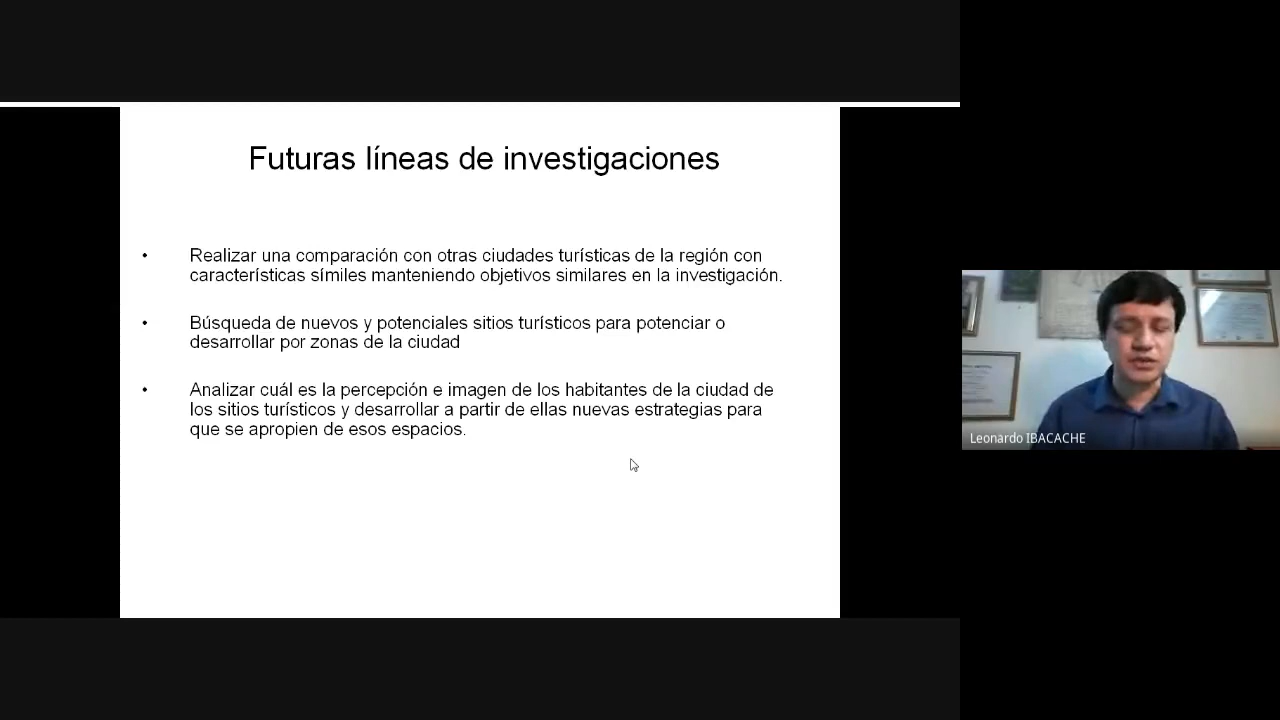 Futuras líneas de investigaciones
• Realizar una comparación con otras ciudades turísticas de la región con
características símiles manteniendo objetivos similares en la investigación.
• Búsqueda de nuevos y potenciales sitios turísticos para potenciar o
desarrollar por zonas de la ciudad
• Analizar cuál es la percepción e imagen de los habitantes de la ciudad de
los sitios turísticos y desarrollar a partir de ellas nuevas estrategias para
que se apropien de esos espacios.
Leonardo IBACACHE